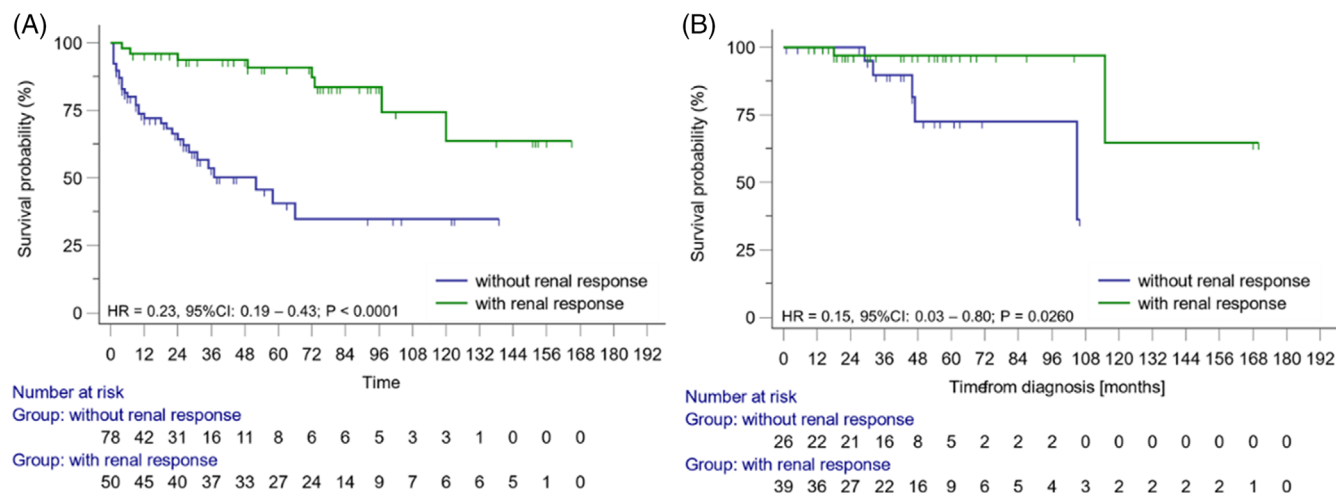 (A)
Survival probability (%)
100
75
50
25
0
without renal response
with renal response
HR = 0.23, 95%CI: 0.19 – 0.43; P < 0.0001
0 12 24 36 48 60 72 84 96 108 120 132 144 156 168 180 192
Time
Number at risk
Group: without renal response
78 42 31 16 11 8 6 6 5 3 3 1 0 0 0
Group: with renal response
50 45 40 37 33 27 24 14 9 7 6 6 5 1 0
(B)
Survival probability (%)
100
75
50
25
0
without renal response
with renal response
HR = 0.15, 95%CI: 0.03 – 0.80; P = 0.0260
0 12 24 36 48 60 72 84 96 108 120 132 144 156 168 180 192
Timefrom diagnosis [months]
Number at risk
Group: without renal response
26 22 21 16 8 5 2 2 2 0 0 0 0 0 0 0
Group: with renal response
39 36 27 22 16 9 6 5 4 3 2 2 2 2 1 0